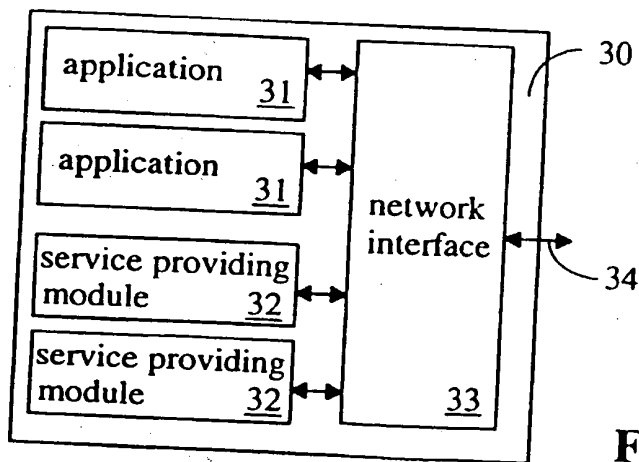 application
31
application
31
service providing
module
32
service providing
module
32
network
interface
33
30
34
F